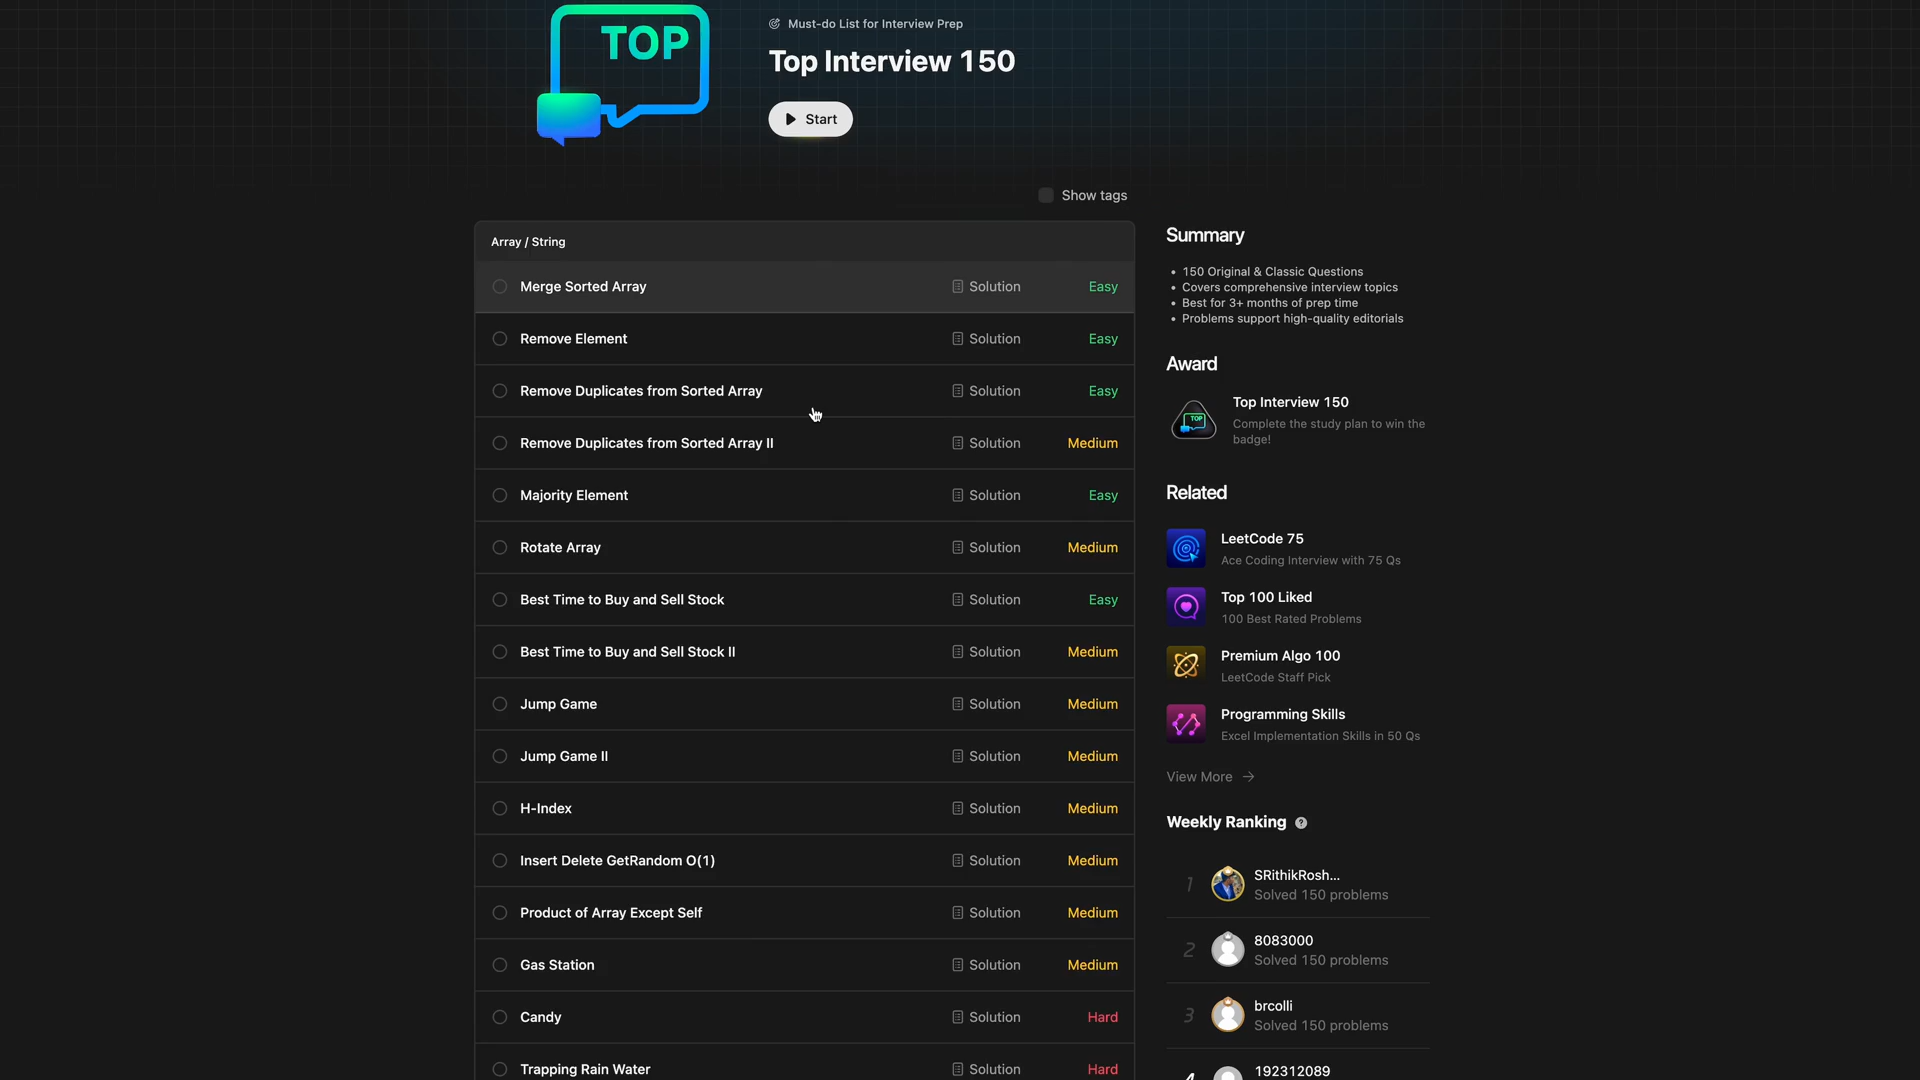 TOP
Must-do List for Interview Prep
Top Interview 150
Start
Show tags
Array / String
Merge Sorted Array Solution Easy
Remove Element Solution Easy
Remove Duplicates from Sorted Array Solution Easy
Remove Duplicates from Sorted Array II Solution Medium
Majority Element Solution Easy
Rotate Array Solution Medium
Best Time to Buy and Sell Stock Solution Easy
Best Time to Buy and Sell Stock II Solution Medium
Jump Game Solution Medium
Jump Game II Solution Medium
H-Index Solution Medium
Insert Delete GetRandom O(1) Solution Medium
Product of Array Except Self Solution Medium
Gas Station Solution Medium
Candy Solution Hard
Trapping Rain Water Solution Hard
Summary
• 150 Original & Classic Questions
• Covers comprehensive interview topics
• Best for 3+ months of prep time
• Problems support high-quality editorials
Award
TOP
Top Interview 150
Complete the study plan to win the
badge!
Related
LeetCode 75
Ace Coding Interview with 75 Qs
Top 100 Liked
100 Best Rated Problems
Premium Algo 100
LeetCode Staff Pick
Programming Skills
Excel Implementation Skills in 50 Qs
View More
Weekly Ranking ?
1 SRithikRosh...
Solved 150 problems
2 8083000
Solved 150 problems
3 brcolli
Solved 150 problems
4 192312089